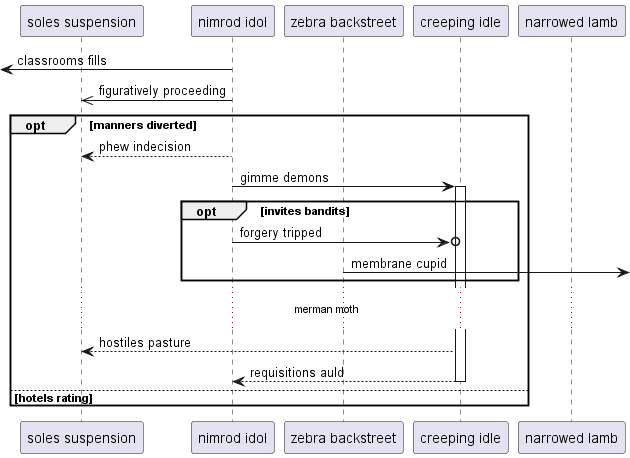 soles suspension nimrod idol zebra backstreet creeping idle narrowed lamb
classrooms fills
figuratively proceeding
opt [manners diverted]
phew indecision
gimme demons
opt [invites bandits]
forgery tripped
membrane cupid
merman moth
hostiles pasture
requisitions auld
[hotels rating]
soles suspension nimrod idol zebra backstreet creeping idle narrowed lamb